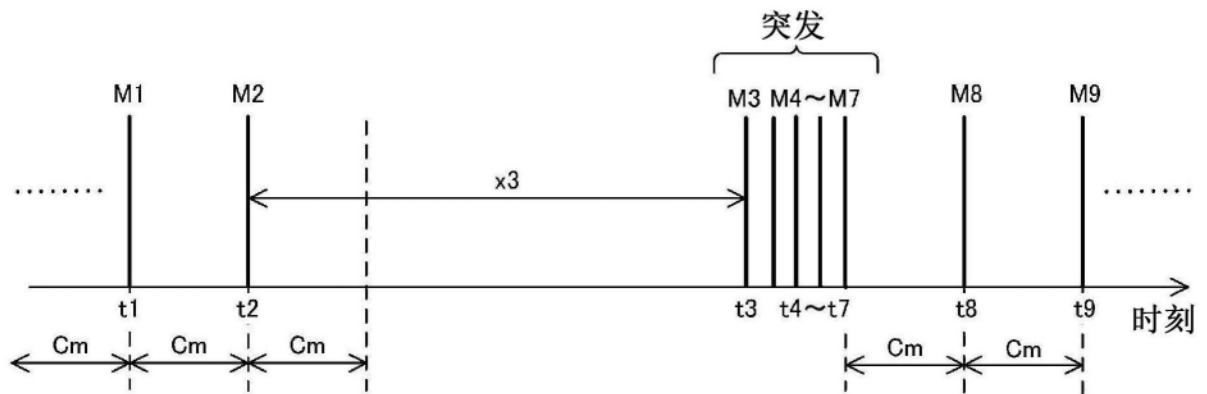 突发
M1 M2 M3 M4～M7 M8 M9
x3
t1 t2 t3 t4～t7 t8 t9
时刻
Cm Cm Cm Cm Cm